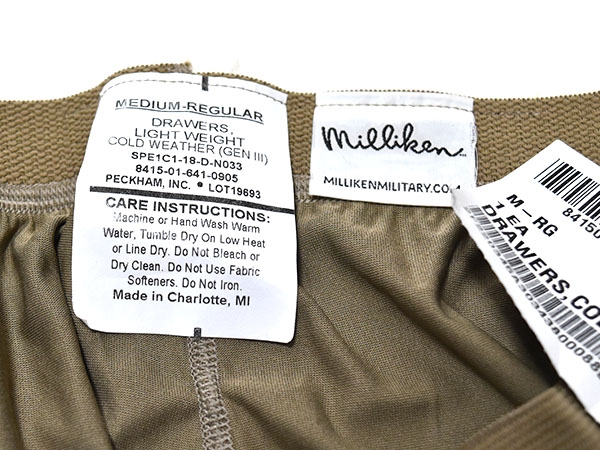 MEDIUM-REGULAR
DRAWERS,
LIGHT WEIGHT
COLD WEATHER (GEN III)
SPE1C1-18-D-N033
8415-01-641-0905
PECKHAM, INC. • LOT19693
CARE INSTRUCTIONS:
Machine or Hand Wash Warm
Water, Tumble Dry On Low Heat
or Line Dry. Do Not Bleach or
Dry Clean. Do Not Use Fabric
Softeners. Do Not Iron.
Made in Charlotte, MI
Milliken
MILLIKENMILITARY.CO
84150
M-RG
1 EA
DRAWERS,COL